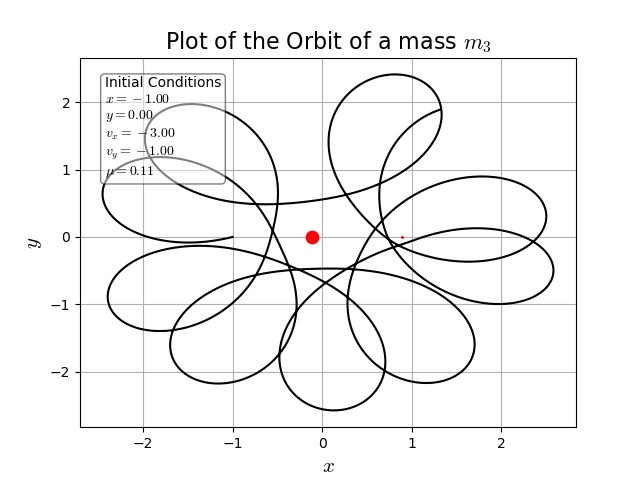 Plot of the Orbit of a mass m₃
Initial Conditions
x = −1.00
y = 0.00
vₓ = −3.00
v_y = −1.00
μ = 0.11
2
1
0
−1
−2
y
−2 −1 0 1 2
x